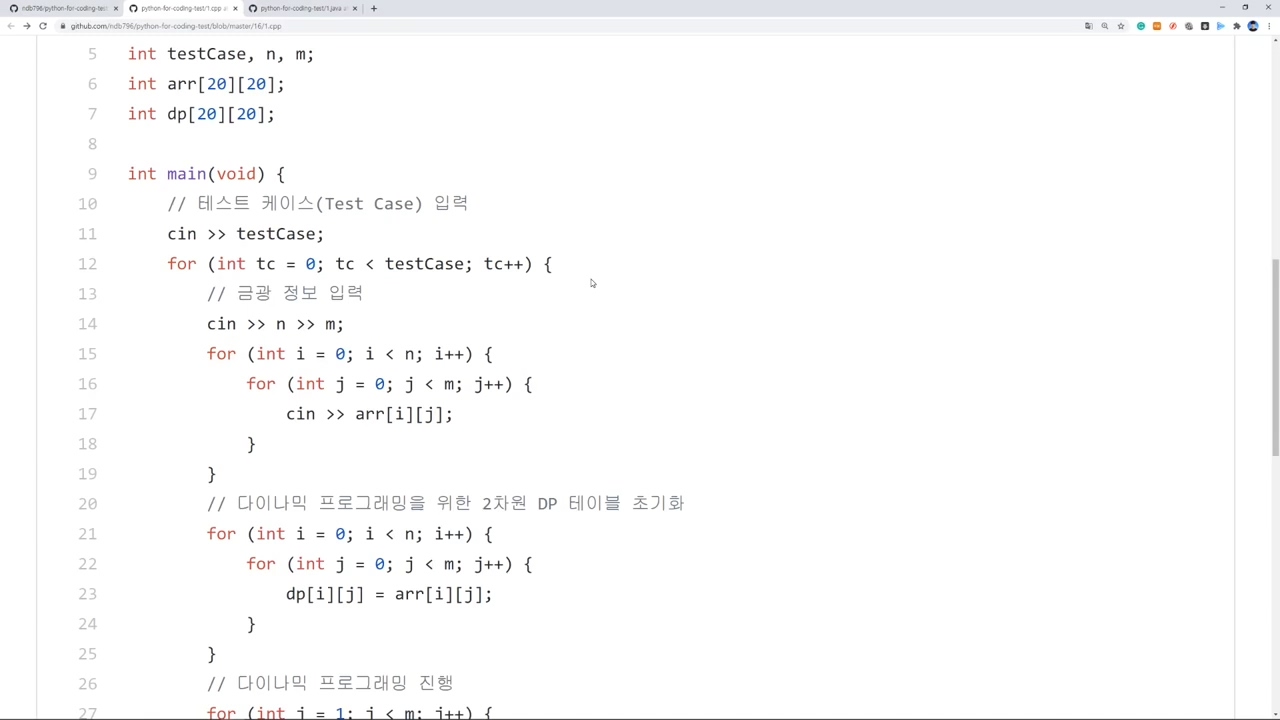 ndb796/python-for-coding-test/
python-for-coding-test/1.cpp
python-for-coding-test/1.java
github.com/ndb796/python-for-coding-test/blob/master/16/1.cpp
5 int testCase, n, m;
6 int arr[20][20];
7 int dp[20][20];
8
9 int main(void) {
10 // 테스트 케이스(Test Case) 입력
11 cin >> testCase;
12 for (int tc = 0; tc < testCase; tc++) {
13 // 금광 정보 입력
14 cin >> n >> m;
15 for (int i = 0; i < n; i++) {
16 for (int j = 0; j < m; j++) {
17 cin >> arr[i][j];
18 }
19 }
20 // 다이나믹 프로그래밍을 위한 2차원 DP 테이블 초기화
21 for (int i = 0; i < n; i++) {
22 for (int j = 0; j < m; j++) {
23 dp[i][j] = arr[i][j];
24 }
25 }
26 // 다이나믹 프로그래밍 진행
27 for (int j = 1; j < m; j++) {